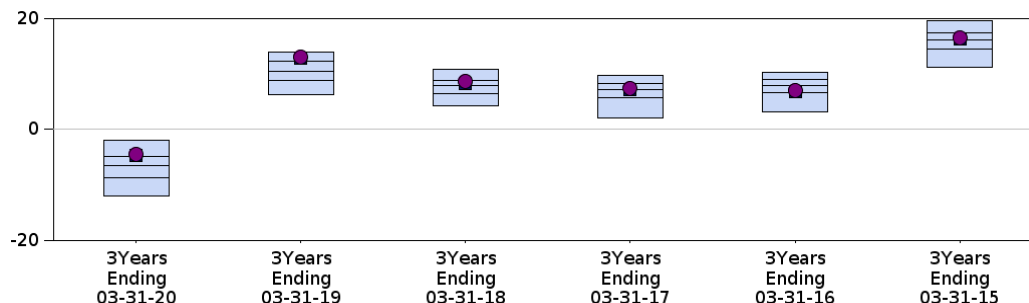 20
0
-20
3Years
Ending
03-31-20
3Years
Ending
03-31-19
3Years
Ending
03-31-18
3Years
Ending
03-31-17
3Years
Ending
03-31-16
3Years
Ending
03-31-15